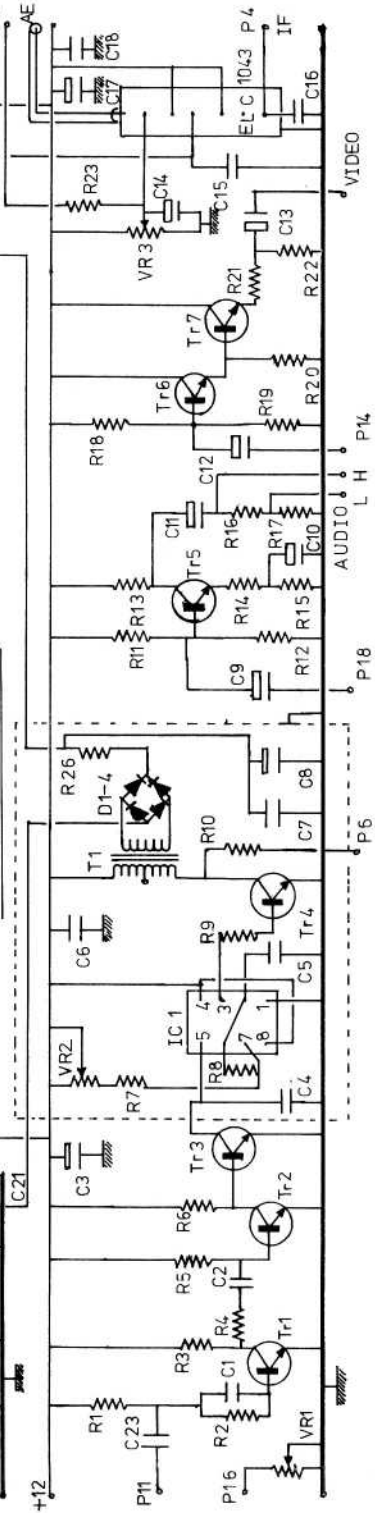 +12
C21
C3
VR2
C6
T1
R26
D1-4
R1
R3
R5
R6
R7
C23
P11
C1
R2
R4
C2
Tr3
R8
IC 1
5
4
3
7
8
1
R9
R10
Tr1
Tr2
C4
C5
Tr4
C7
C8
P16
VR1
P6
R11
R13
C11
Tr5
R14
R16
C9
R12
R15
R17
C10
P18
AUDIO
L
H
R18
Tr6
C12
R19
P14
Tr7
R20
R21
R22
C13
VIDEO
R23
VR3
C14
C15
C17
C18
AE
ELC 1043
C16
P4
IF